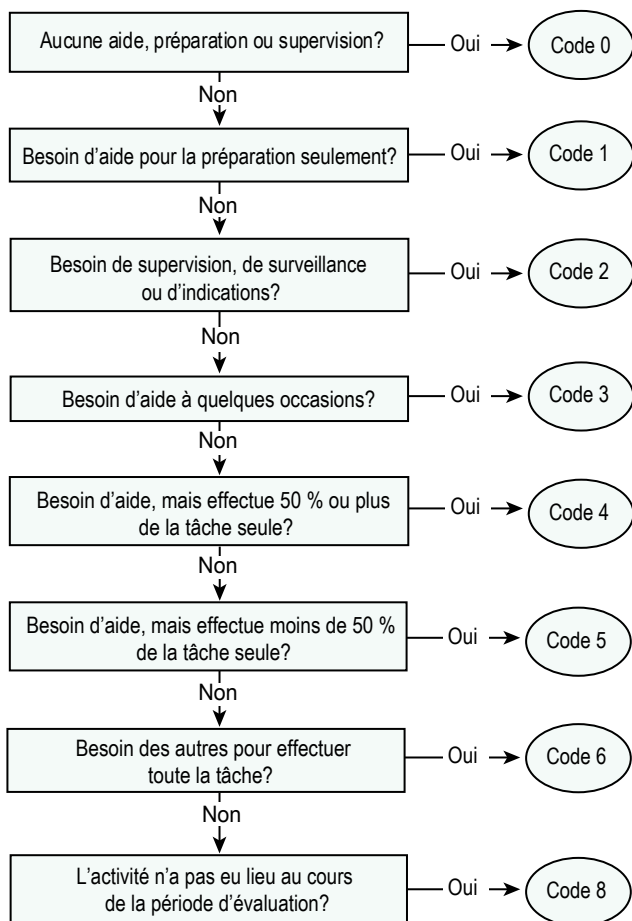 Aucune aide, préparation ou supervision?
Oui
Code 0
Non
Besoin d'aide pour la préparation seulement?
Oui
Code 1
Non
Besoin de supervision, de surveillance
ou d'indications?
Oui
Code 2
Non
Besoin d'aide à quelques occasions?
Oui
Code 3
Non
Besoin d'aide, mais effectue 50 % ou plus
de la tâche seule?
Oui
Code 4
Non
Besoin d'aide, mais effectue moins de 50 %
de la tâche seule?
Oui
Code 5
Non
Besoin des autres pour effectuer
toute la tâche?
Oui
Code 6
Non
L'activité n'a pas eu lieu au cours
de la période d'évaluation?
Oui
Code 8